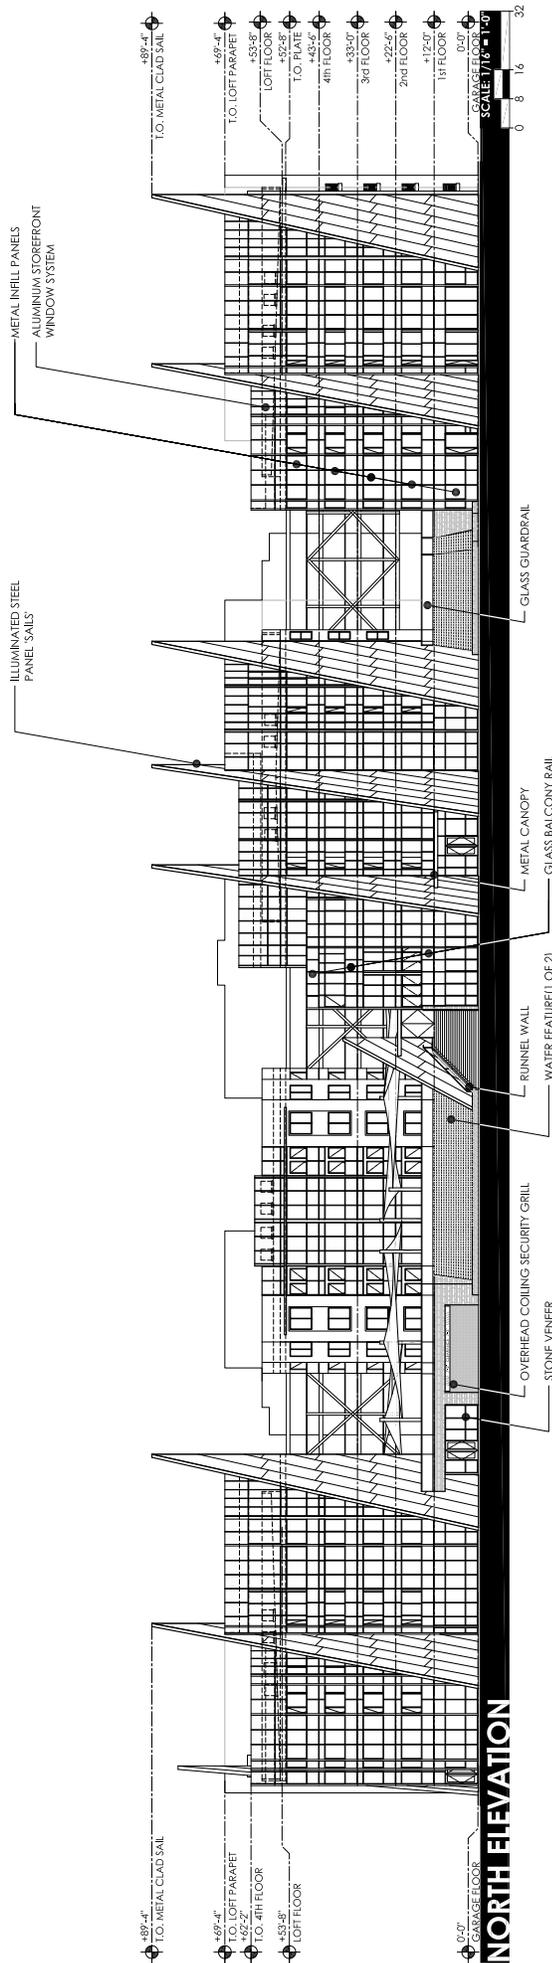 +89'-4"
T.O. METAL CLAD SAIL
+69'-4"
T.O. LOFT PARAPET
+62'-2"
T.O. 4TH FLOOR
+53'-8"
LOFT FLOOR
0'-0"
GARAGE FLOOR
NORTH ELEVATION
ILLUMINATED STEEL
PANEL 'SAILS'
METAL INFILL PANELS
ALUMINUM STOREFRONT
WINDOW SYSTEM
+89'-4"
T.O. METAL CLAD SAIL
+69'-4"
T.O. LOFT PARAPET
+53'-8"
LOFT FLOOR
+52'-8"
T.O. PLATE
+43'-6"
4th FLOOR
+33'-0"
3rd FLOOR
+22'-6"
2nd FLOOR
+12'-0"
1st FLOOR
0'-0"
GARAGE FLOOR
SCALE: 1/16" = 1'-0"
0 8 16 32
OVERHEAD COILING SECURITY GRILL
STONE VENEER
RUNNEL WALL
WATER FEATURE(1 OF 2)
METAL CANOPY
GLASS BALCONY RAIL
GLASS GUARDRAIL